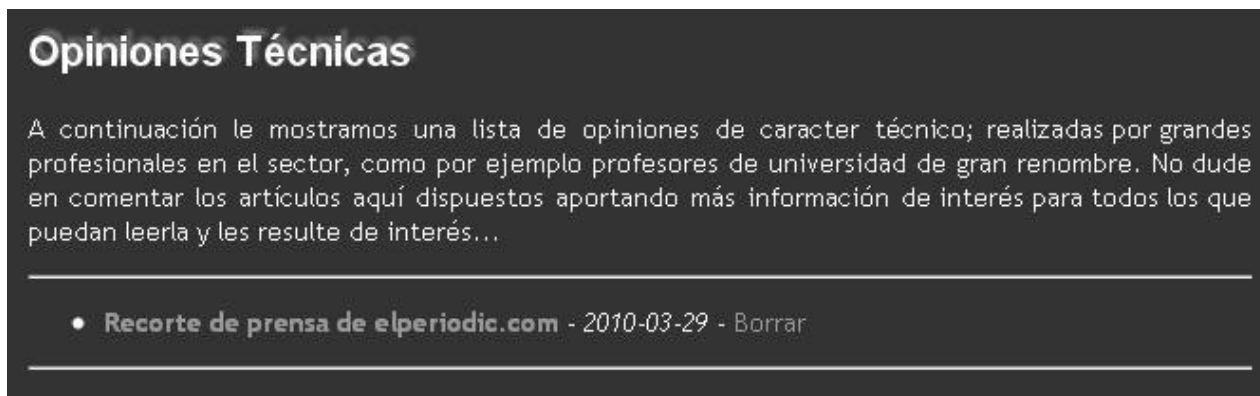 Opiniones Técnicas
A continuación le mostramos una lista de opiniones de caracter técnico; realizadas por grandes
profesionales en el sector, como por ejemplo profesores de universidad de gran renombre. No dude
en comentar los artículos aquí dispuestos aportando más información de interés para todos los que
puedan leerla y les resulte de interés...
• Recorte de prensa de elperiodic.com - 2010-03-29 - Borrar